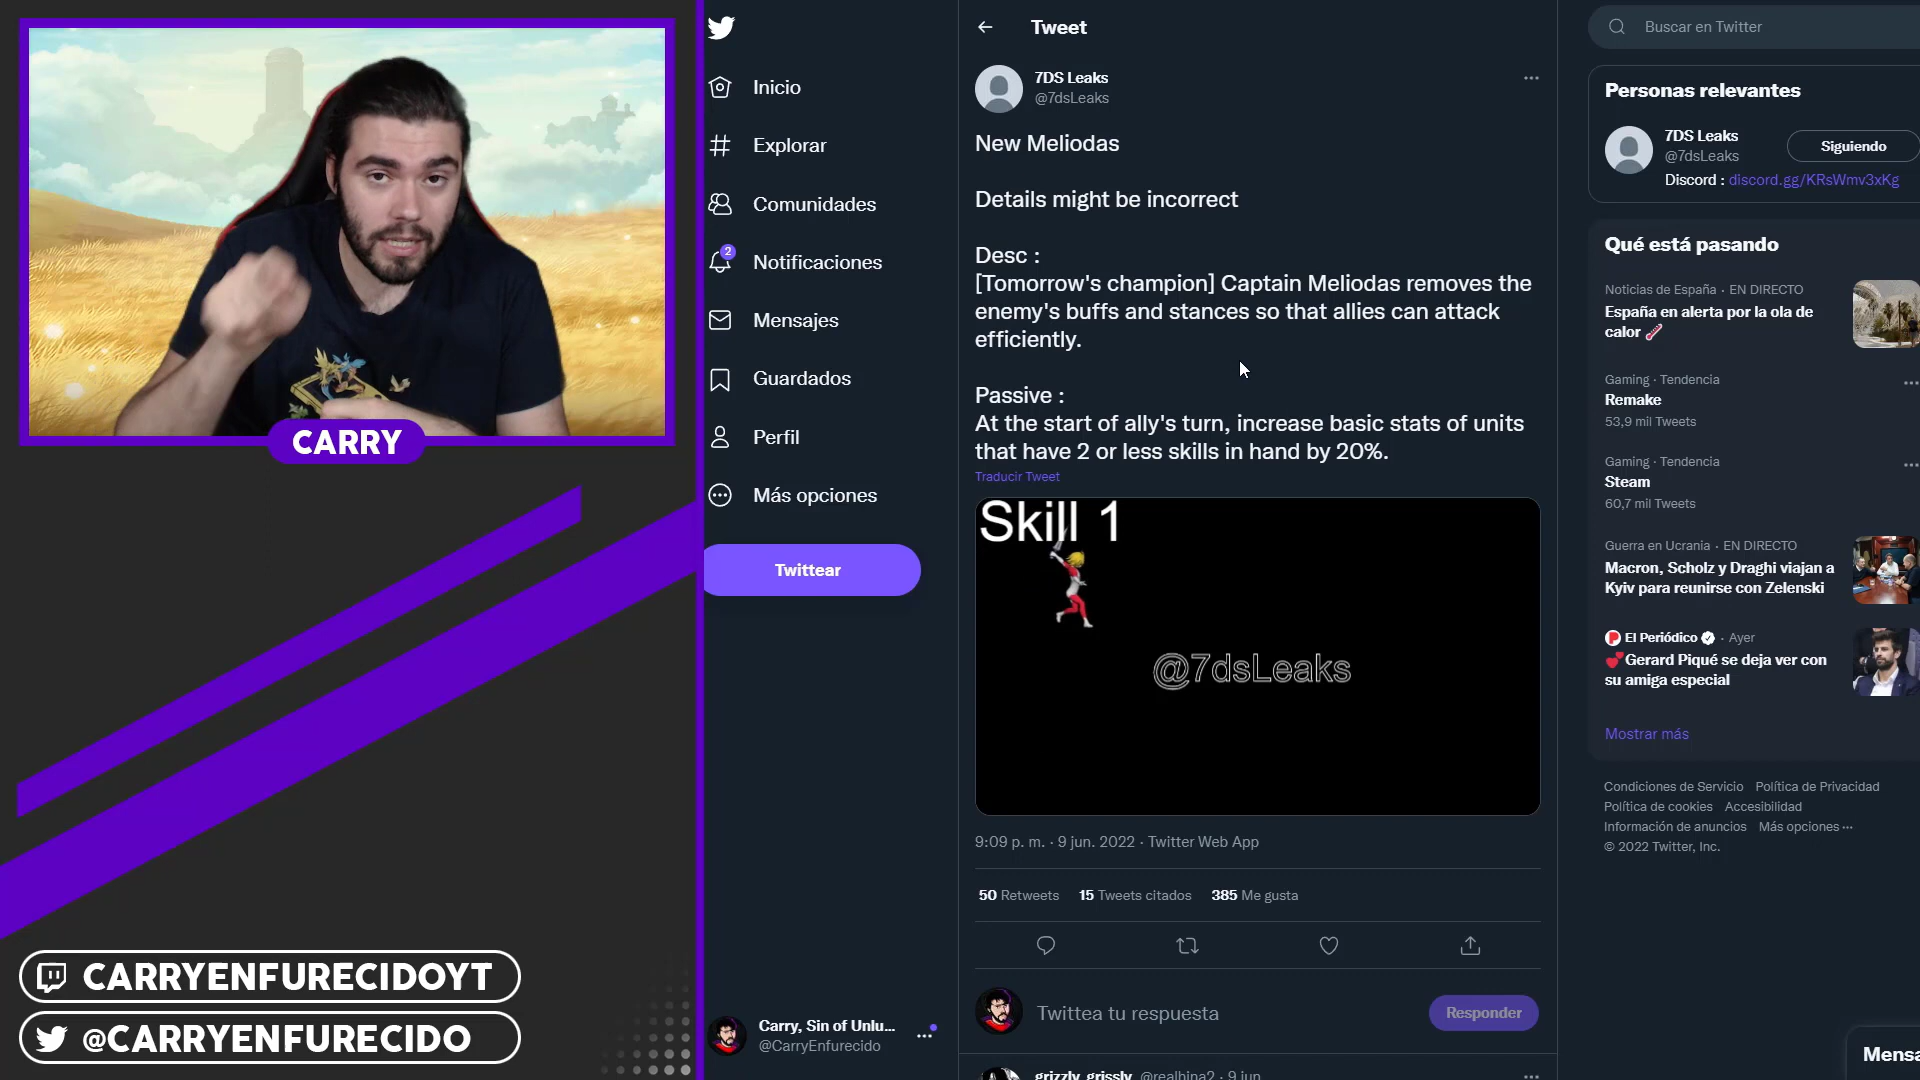 CARRY
CARRYENFURECIDOYT
@CARRYENFURECIDO
Inicio
Explorar
Comunidades
2
Notificaciones
Mensajes
Guardados
Perfil
Más opciones
Twittear
Carry, Sin of Unlu...
@CarryEnfurecido
Tweet
7DS Leaks
@7dsLeaks
New Meliodas
Details might be incorrect
Desc :
[Tomorrow's champion] Captain Meliodas removes the
enemy's buffs and stances so that allies can attack
efficiently.
Passive :
At the start of ally's turn, increase basic stats of units
that have 2 or less skills in hand by 20%.
Traducir Tweet
Skill 1
@7dsLeaks
9:09 p. m. · 9 jun. 2022 · Twitter Web App
50 Retweets 15 Tweets citados 385 Me gusta
Twittea tu respuesta
Responder
grizzly_grissly @realhina2 · 9 jun.
Buscar en Twitter
Personas relevantes
7DS Leaks
@7dsLeaks
Siguiendo
Discord : discord.gg/KRsWmv3xKg
Qué está pasando
Noticias de España · EN DIRECTO
España en alerta por la ola de
calor
Gaming · Tendencia
Remake
53,9 mil Tweets
Gaming · Tendencia
Steam
60,7 mil Tweets
Guerra en Ucrania · EN DIRECTO
Macron, Scholz y Draghi viajan a
Kyiv para reunirse con Zelenski
El Periódico · Ayer
💕Gerard Piqué se deja ver con
su amiga especial
Mostrar más
Condiciones de Servicio Política de Privacidad
Política de cookies Accesibilidad
Información de anuncios Más opciones ···
© 2022 Twitter, Inc.
Mensa